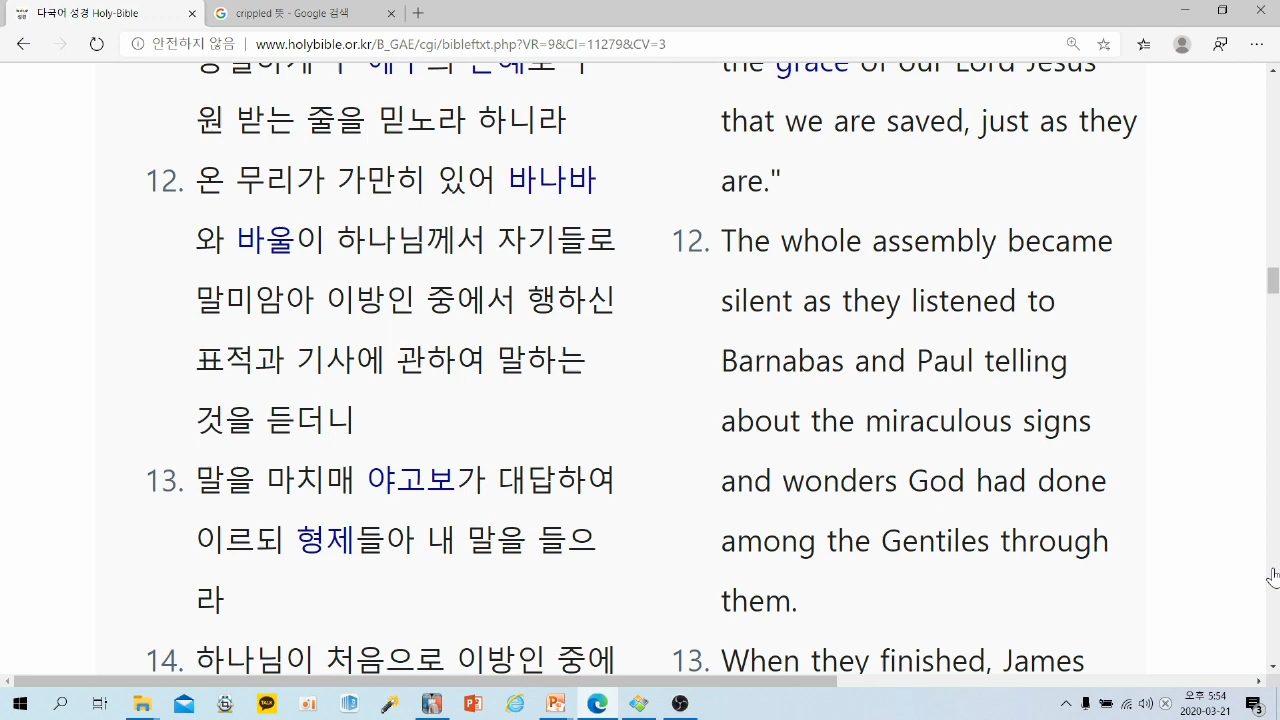 다국어 성경 Holy-Bible
crippled 뜻 - Google 검색
안전하지 않음
www.holybible.or.kr/B_GAE/cgi/bibleftxt.php?VR=9&CI=11279&CV=3
원 받는 줄을 믿노라 하니라
12. 온 무리가 가만히 있어 바나바
와 바울이 하나님께서 자기들로
말미암아 이방인 중에서 행하신
표적과 기사에 관하여 말하는
것을 듣더니
13. 말을 마치매 야고보가 대답하여
이르되 형제들아 내 말을 들으
라
14. 하나님이 처음으로 이방인 중에
the grace of our Lord Jesus
that we are saved, just as they
are."
12. The whole assembly became
silent as they listened to
Barnabas and Paul telling
about the miraculous signs
and wonders God had done
among the Gentiles through
them.
13. When they finished, James
TALK
오후 5:54
2020-03-21
3